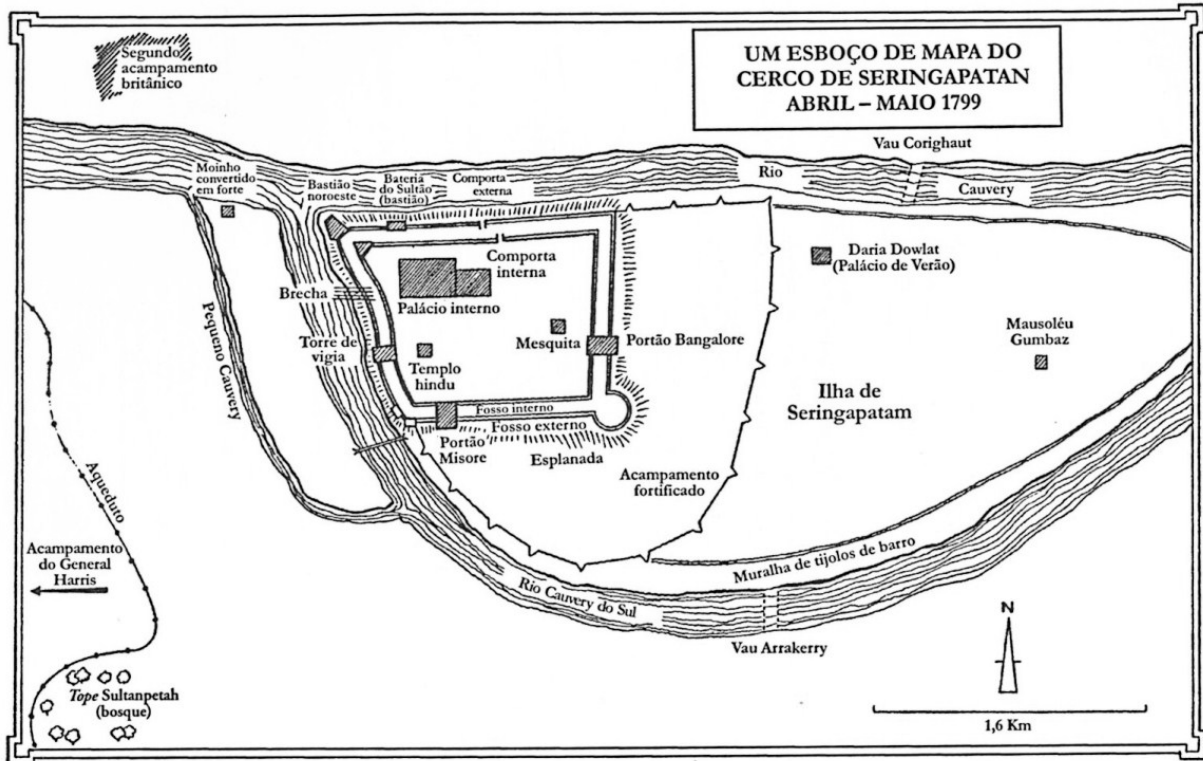 UM ESBOÇO DE MAPA DO
CERCO DE SERINGAPATAN
ABRIL – MAIO 1799
Segundo
acampamento
britânico
Vau Corighaut
Moinho
convertido
em forte
Bastião
noroeste
Bateria
do Sultão
(bastião)
Comporta
externa
Rio
Cauvery
Comporta
interna
Daria Dowlat
(Palácio de Verão)
Brecha
Palácio interno
Pequeno Cauvery
Torre de
vigia
Templo
hindu
Mesquita
Portão Bangalore
Mausoléu
Gumbaz
Ilha de
Seringapatam
Fosso interno
Fosso externo
Portão
Misore
Esplanada
Acampamento
fortificado
Aqueduto
Acampamento
do General
Harris
Muralha de tijolos de barro
Rio Cauvery do Sul
Vau Arrakerry
N
Tope Sultanpetah
(bosque)
1,6 Km